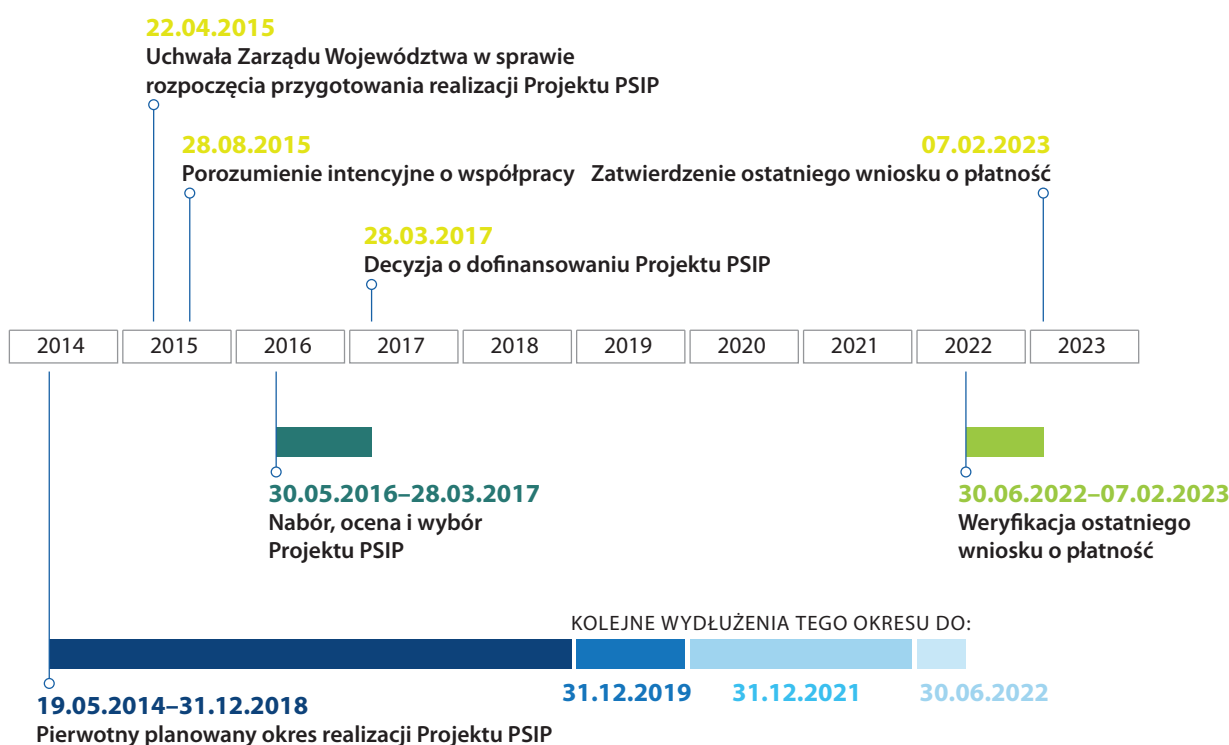 22.04.2015
Uchwała Zarządu Województwa w sprawie
rozpoczęcia przygotowania realizacji Projektu PSIP
28.08.2015
Porozumienie intencyjne o współpracy
07.02.2023
Zatwierdzenie ostatniego wniosku o płatność
28.03.2017
Decyzja o dofinansowaniu Projektu PSIP
2014 2015 2016 2017 2018 2019 2020 2021 2022 2023
30.05.2016–28.03.2017
Nabór, ocena i wybór
Projektu PSIP
30.06.2022–07.02.2023
Weryfikacja ostatniego
wniosku o płatność
KOLEJNE WYDŁUŻENIA TEGO OKRESU DO:
31.12.2019 31.12.2021 30.06.2022
19.05.2014–31.12.2018
Pierwotny planowany okres realizacji Projektu PSIP